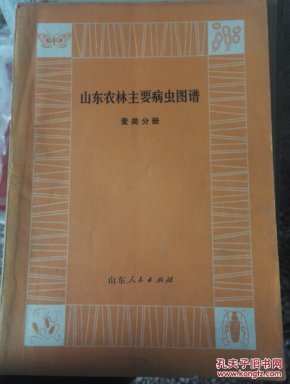 山东农林主要病虫图谱
麦类分册
山东人民出版社
孔夫子旧书网